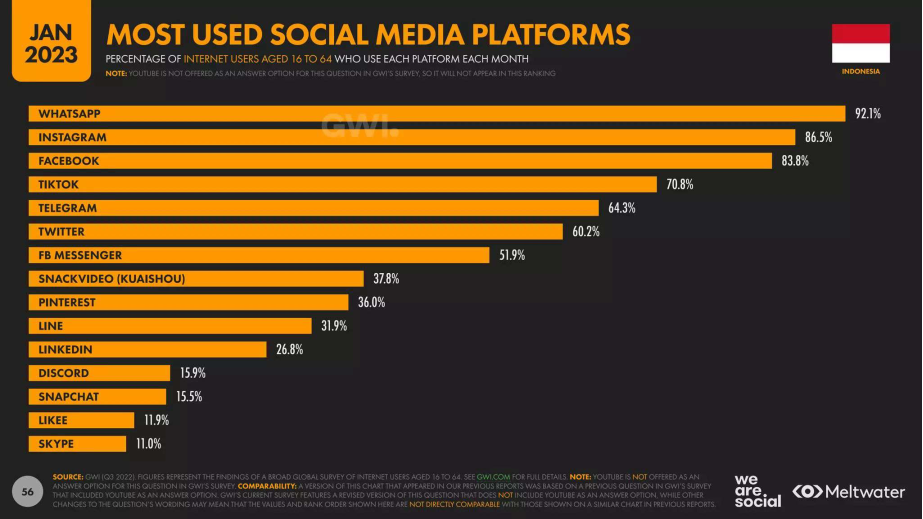 JAN
2023
MOST USED SOCIAL MEDIA PLATFORMS
PERCENTAGE OF INTERNET USERS AGED 16 TO 64 WHO USE EACH PLATFORM EACH MONTH
NOTE: YOUTUBE IS NOT OFFERED AS AN ANSWER OPTION FOR THIS QUESTION IN GWI'S SURVEY, SO IT WILL NOT APPEAR IN THIS RANKING
INDONESIA
GWI.
WHATSAPP 92.1%
INSTAGRAM 86.5%
FACEBOOK 83.8%
TIKTOK 70.8%
TELEGRAM 64.3%
TWITTER 60.2%
FB MESSENGER 51.9%
SNACKVIDEO (KUAISHOU) 37.8%
PINTEREST 36.0%
LINE 31.9%
LINKEDIN 26.8%
DISCORD 15.9%
SNAPCHAT 15.5%
LIKEE 11.9%
SKYPE 11.0%
56
SOURCE: GWI (Q3 2022). FIGURES REPRESENT THE FINDINGS OF A BROAD GLOBAL SURVEY OF INTERNET USERS AGED 16 TO 64. SEE GWI.COM FOR FULL DETAILS. NOTE: YOUTUBE IS NOT OFFERED AS AN
ANSWER OPTION FOR THIS QUESTION IN GWI'S SURVEY. COMPARABILITY: A VERSION OF THIS CHART THAT APPEARED IN OUR PREVIOUS REPORTS WAS BASED ON A PREVIOUS QUESTION IN GWI'S SURVEY
THAT INCLUDED YOUTUBE AS AN ANSWER OPTION. GWI'S CURRENT SURVEY FEATURES A REVISED VERSION OF THIS QUESTION THAT DOES NOT INCLUDE YOUTUBE AS AN ANSWER OPTION, WHILE OTHER
CHANGES TO THE QUESTION'S WORDING MAY MEAN THAT THE VALUES AND RANK ORDER SHOWN HERE ARE NOT DIRECTLY COMPARABLE WITH THOSE SHOWN ON A SIMILAR CHART IN PREVIOUS REPORTS.
we
are
social
Meltwater